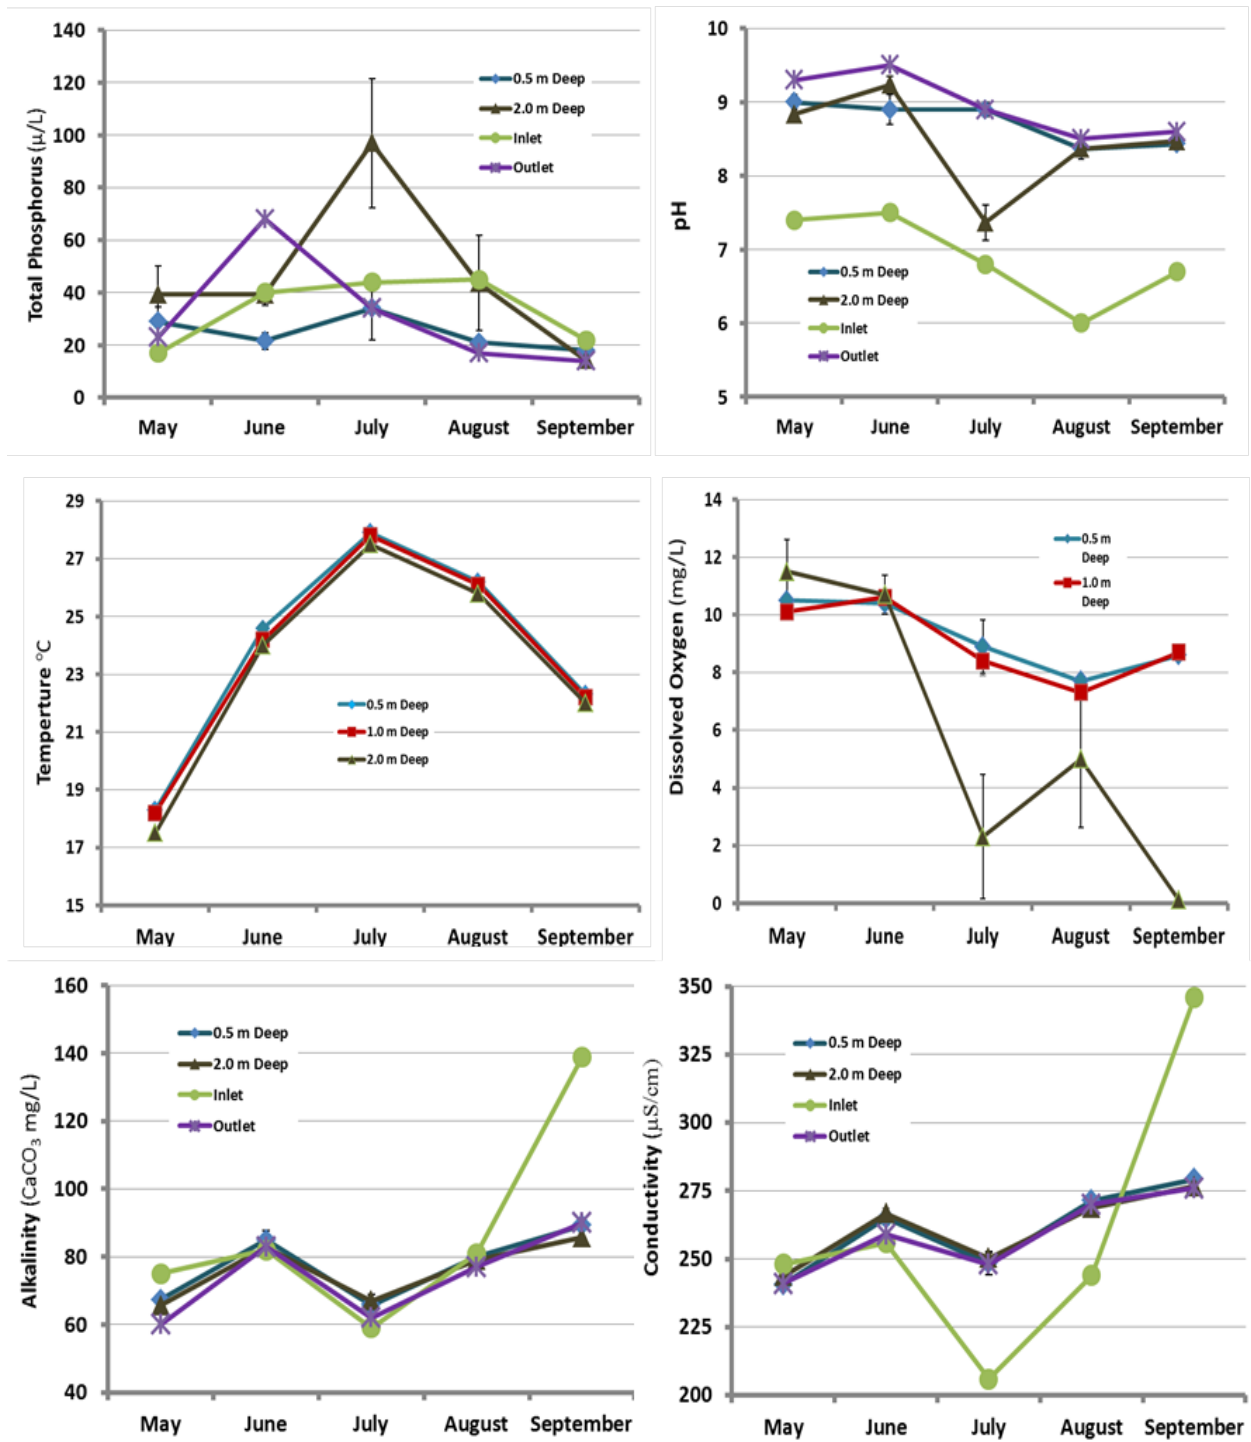 Total Phosphorus (µ/L)
140
120
100
80
60
40
20
0
0.5 m Deep
2.0 m Deep
Inlet
Outlet
May June July August September
pH
10
9
8
7
6
5
0.5 m Deep
2.0 m Deep
Inlet
Outlet
May June July August September
Temperture °C
29
27
25
23
21
19
17
15
0.5 m Deep
1.0 m Deep
2.0 m Deep
May June July August September
Dissolved Oxygen (mg/L)
14
12
10
8
6
4
2
0
0.5 m
Deep
1.0 m
Deep
May June July August September
Alkalinity (CaCO₃ mg/L)
160
140
120
100
80
60
40
0.5 m Deep
2.0 m Deep
Inlet
Outlet
May June July August September
Conductivity (µS/cm)
350
325
300
275
250
225
200
0.5 m Deep
2.0 m Deep
Inlet
Outlet
May June July August September